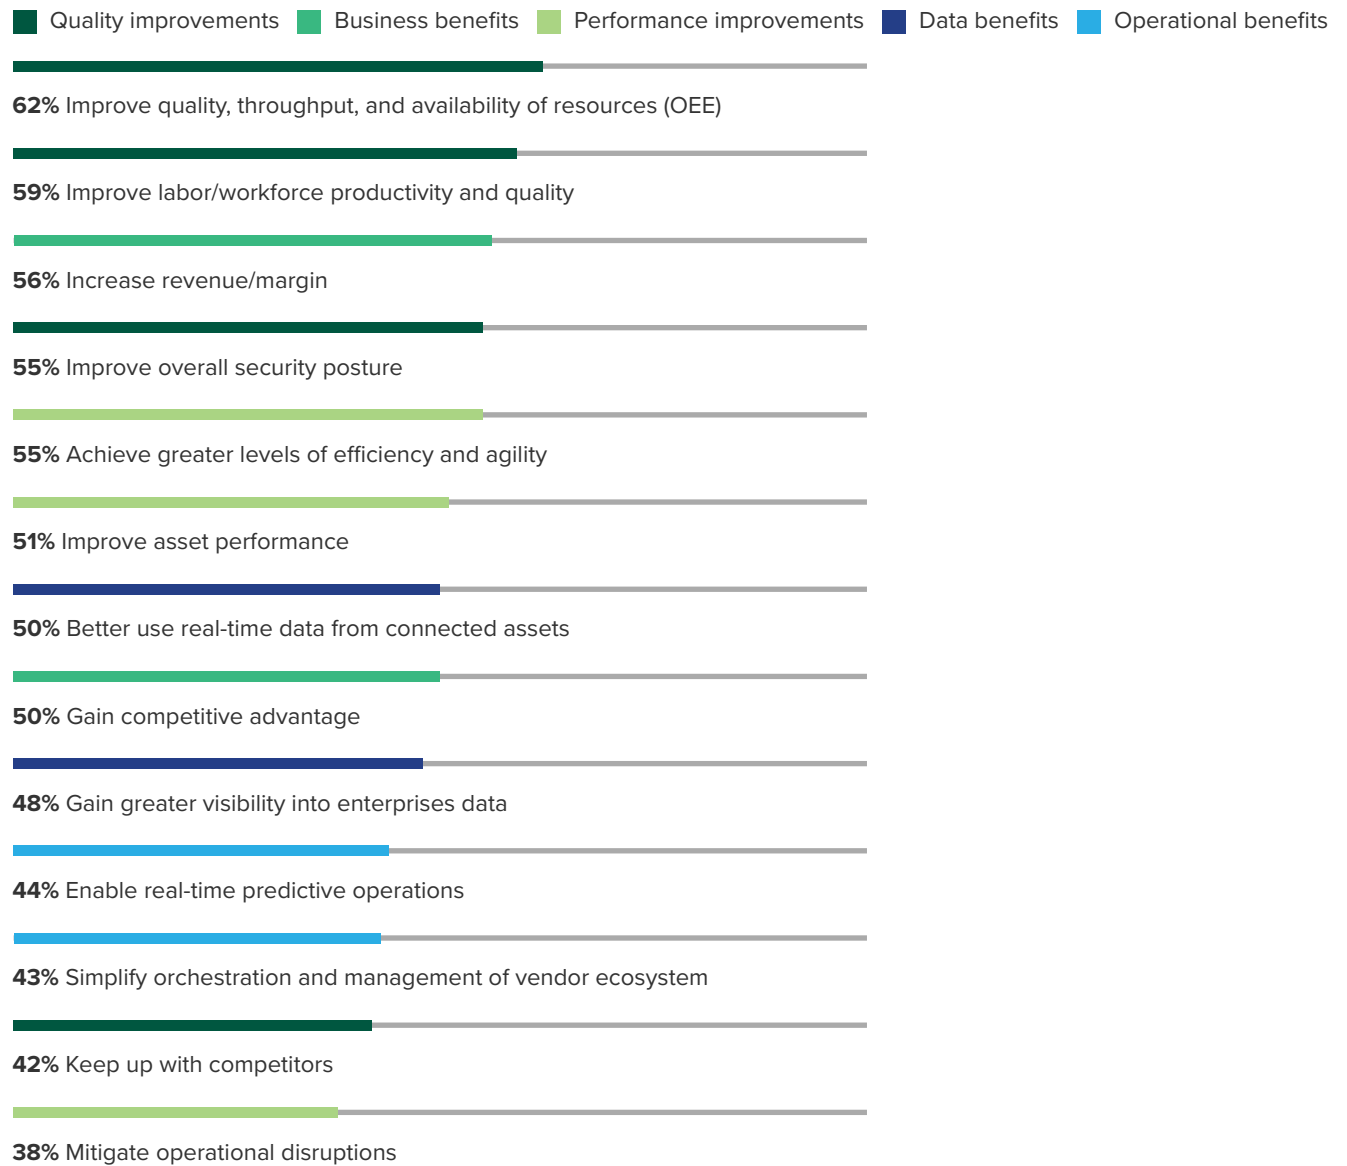 Quality improvements Business benefits Performance improvements Data benefits Operational benefits
62% Improve quality, throughput, and availability of resources (OEE)
59% Improve labor/workforce productivity and quality
56% Increase revenue/margin
55% Improve overall security posture
55% Achieve greater levels of efficiency and agility
51% Improve asset performance
50% Better use real-time data from connected assets
50% Gain competitive advantage
48% Gain greater visibility into enterprises data
44% Enable real-time predictive operations
43% Simplify orchestration and management of vendor ecosystem
42% Keep up with competitors
38% Mitigate operational disruptions